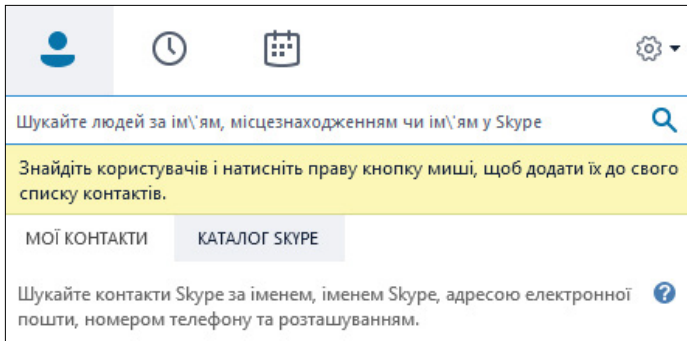 Шукайте людей за ім\'ям, місцезнаходженням чи ім\'ям у Skype
Знайдіть користувачів і натисніть праву кнопку миші, щоб додати їх до свого
списку контактів.
МОЇ КОНТАКТИ КАТАЛОГ SKYPE
Шукайте контакти Skype за іменем, іменем Skype, адресою електронної
пошти, номером телефону та розташуванням.